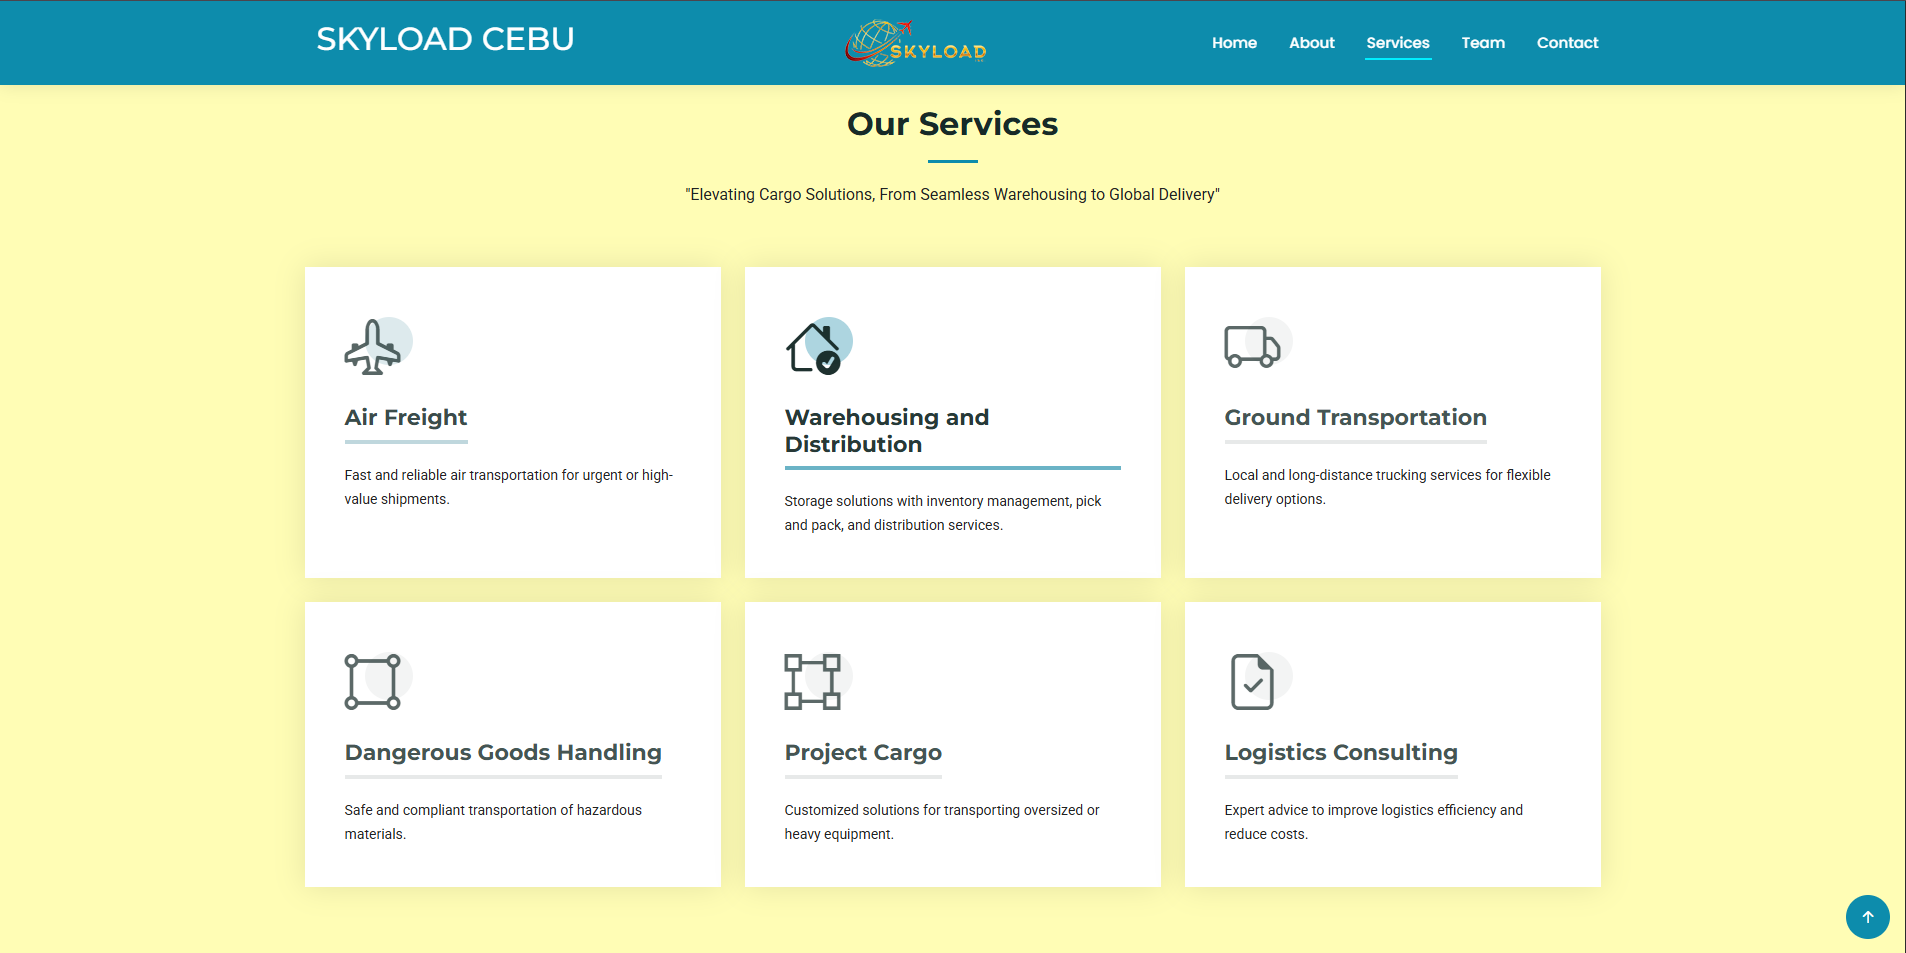 SKYLOAD CEBU
SKYLOAD
Home About Services Team Contact
Our Services
"Elevating Cargo Solutions, From Seamless Warehousing to Global Delivery"
Air Freight
Fast and reliable air transportation for urgent or high-
value shipments.
Warehousing and
Distribution
Storage solutions with inventory management, pick
and pack, and distribution services.
Ground Transportation
Local and long-distance trucking services for flexible
delivery options.
Dangerous Goods Handling
Safe and compliant transportation of hazardous
materials.
Project Cargo
Customized solutions for transporting oversized or
heavy equipment.
Logistics Consulting
Expert advice to improve logistics efficiency and
reduce costs.